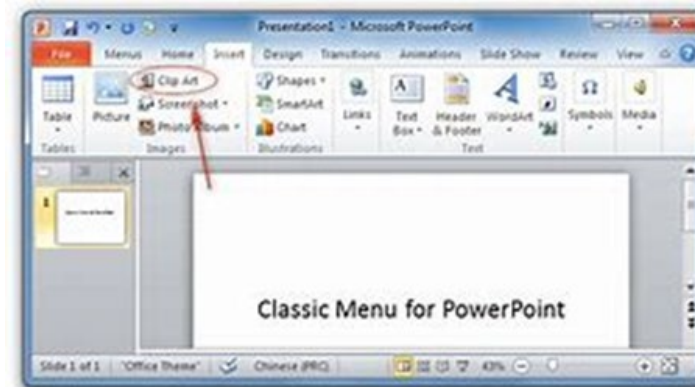 Presentation1 - Microsoft PowerPoint
File Menus Home Insert Design Transitions Animations Slide Show Review View
Clip Art Shapes
Table Picture Screenshot SmartArt Links Text Box Header & Footer WordArt Symbols Media
Photo Album Chart
Tables Images Illustrations Text
1
Classic Menu for PowerPoint
Slide 1 of 1 "Office Theme" Chinese (PRC) 43%